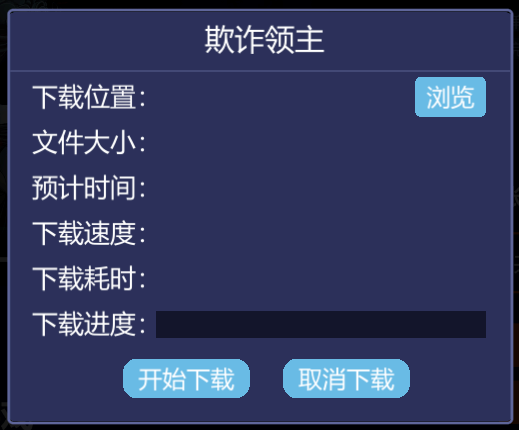 欺诈领主
下载位置： 浏览
文件大小：
预计时间：
下载速度：
下载耗时：
下载进度：
开始下载 取消下载